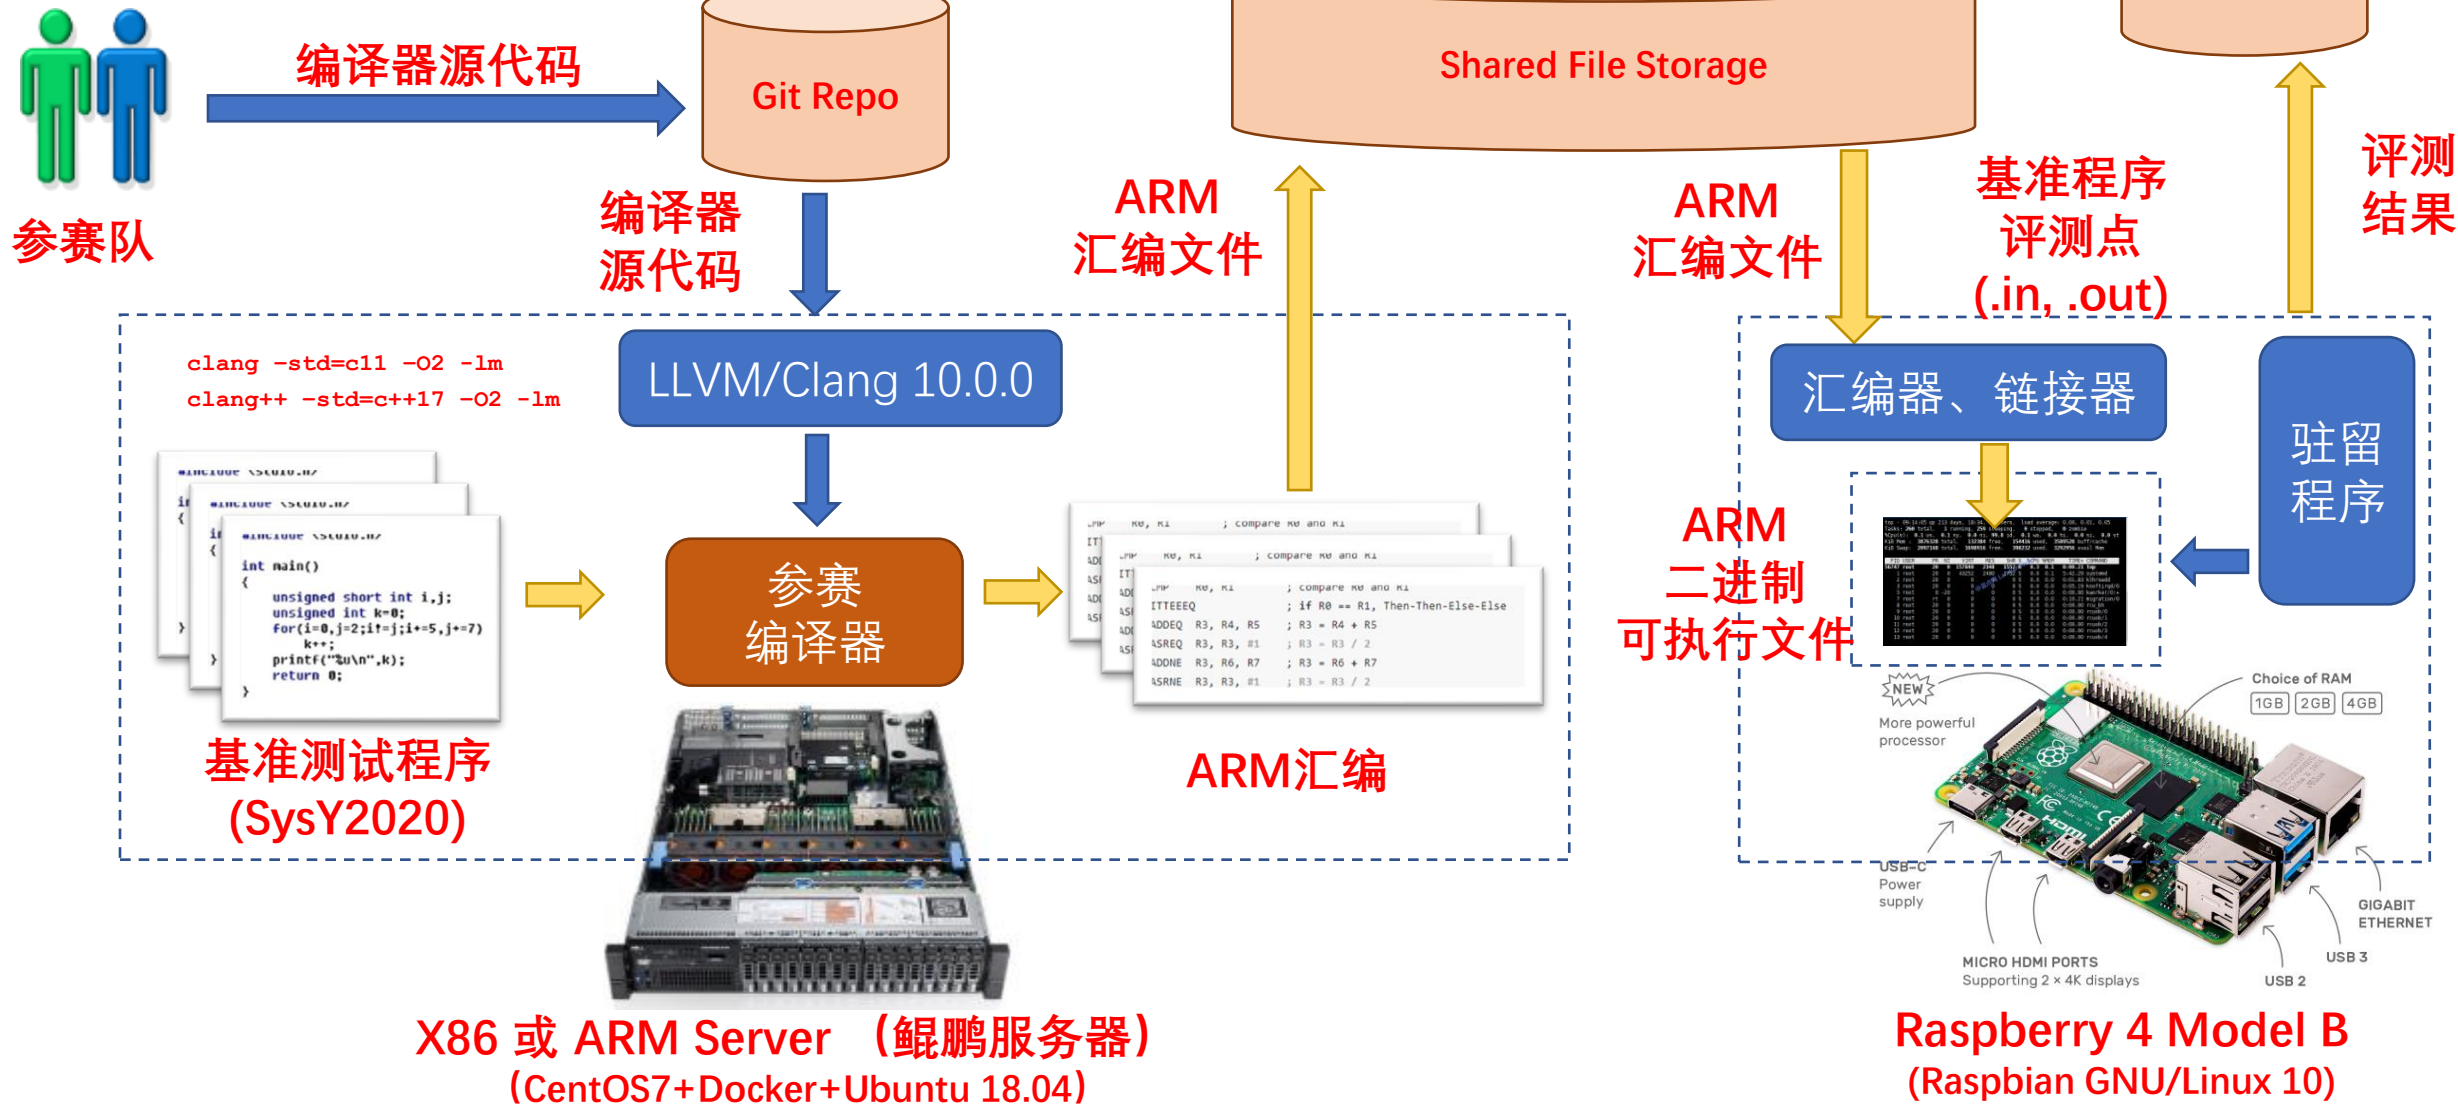 编译器源代码
Git Repo
Shared File Storage
参赛队
编译器
源代码
ARM
汇编文件
ARM
汇编文件
基准程序
评测点
(.in, .out)
评测
结果
clang –std=c11 –O2 -lm
clang++ –std=c++17 –O2 -lm
LLVM/Clang 10.0.0
汇编器、链接器
驻留
程序
int main()
{
unsigned short int i,j;
unsigned int k=0;
for(i=0,j=2;i!=j;i+=5,j+=7)
k++;
printf("%u\n",k);
return 0;
}
参赛
编译器
CMP R0, R1 ; compare R0 and R1
ITTEEEQ ; if R0 == R1, Then-Then-Else-Else
ADDEQ R3, R4, R5 ; R3 = R4 + R5
ASREQ R3, R3, #1 ; R3 = R3 / 2
ADDNE R3, R6, R7 ; R3 = R6 + R7
ASRNE R3, R3, #1 ; R3 = R3 / 2
ARM
二进制
可执行文件
基准测试程序
(SysY2020)
ARM汇编
NEW
More powerful
processor
Choice of RAM
1GB 2GB 4GB
USB-C
Power
supply
MICRO HDMI PORTS
Supporting 2 × 4K displays
USB 2
USB 3
GIGABIT
ETHERNET
X86 或 ARM Server （鲲鹏服务器）
（CentOS7+Docker+Ubuntu 18.04）
Raspberry 4 Model B
(Raspbian GNU/Linux 10)